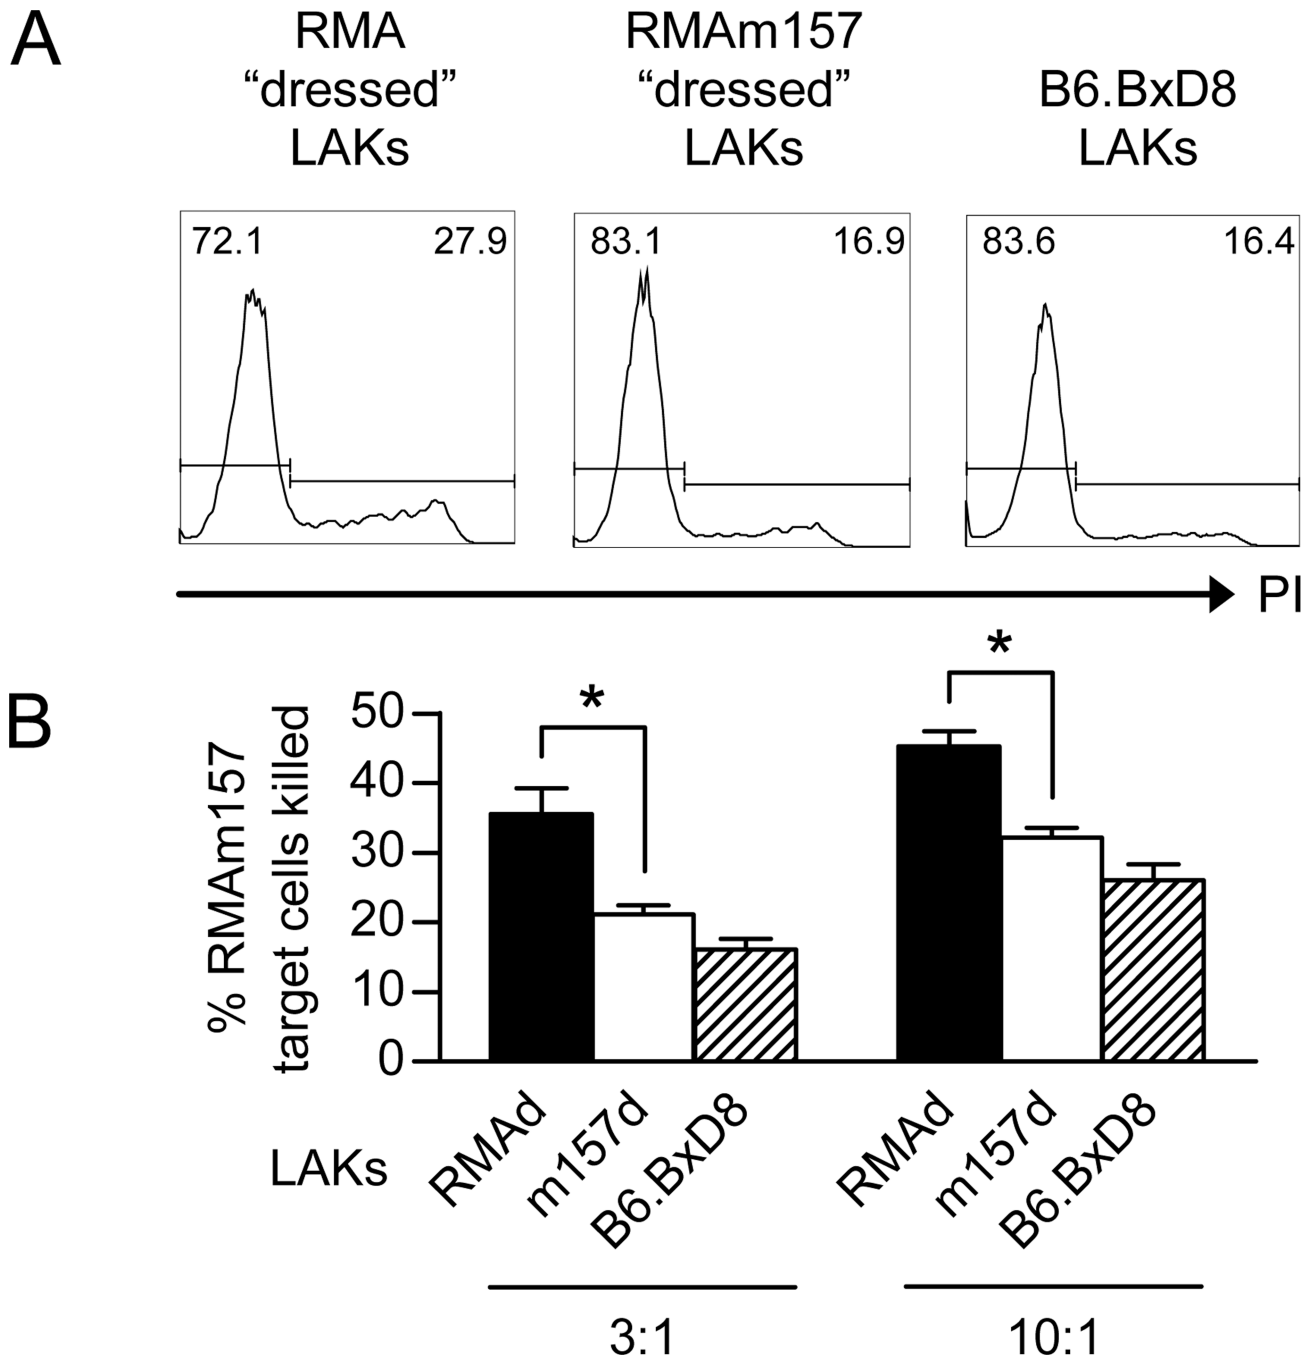 A
RMA
“dressed”
LAKs
RMAm157
“dressed”
LAKs
B6.BxD8
LAKs
72.1 27.9
83.1 16.9
83.6 16.4
PI
B
% RMAm157
target cells killed
50
40
30
20
10
0
*
*
LAKs
RMAd
m157d
B6.BxD8
RMAd
m157d
B6.BxD8
3:1
10:1